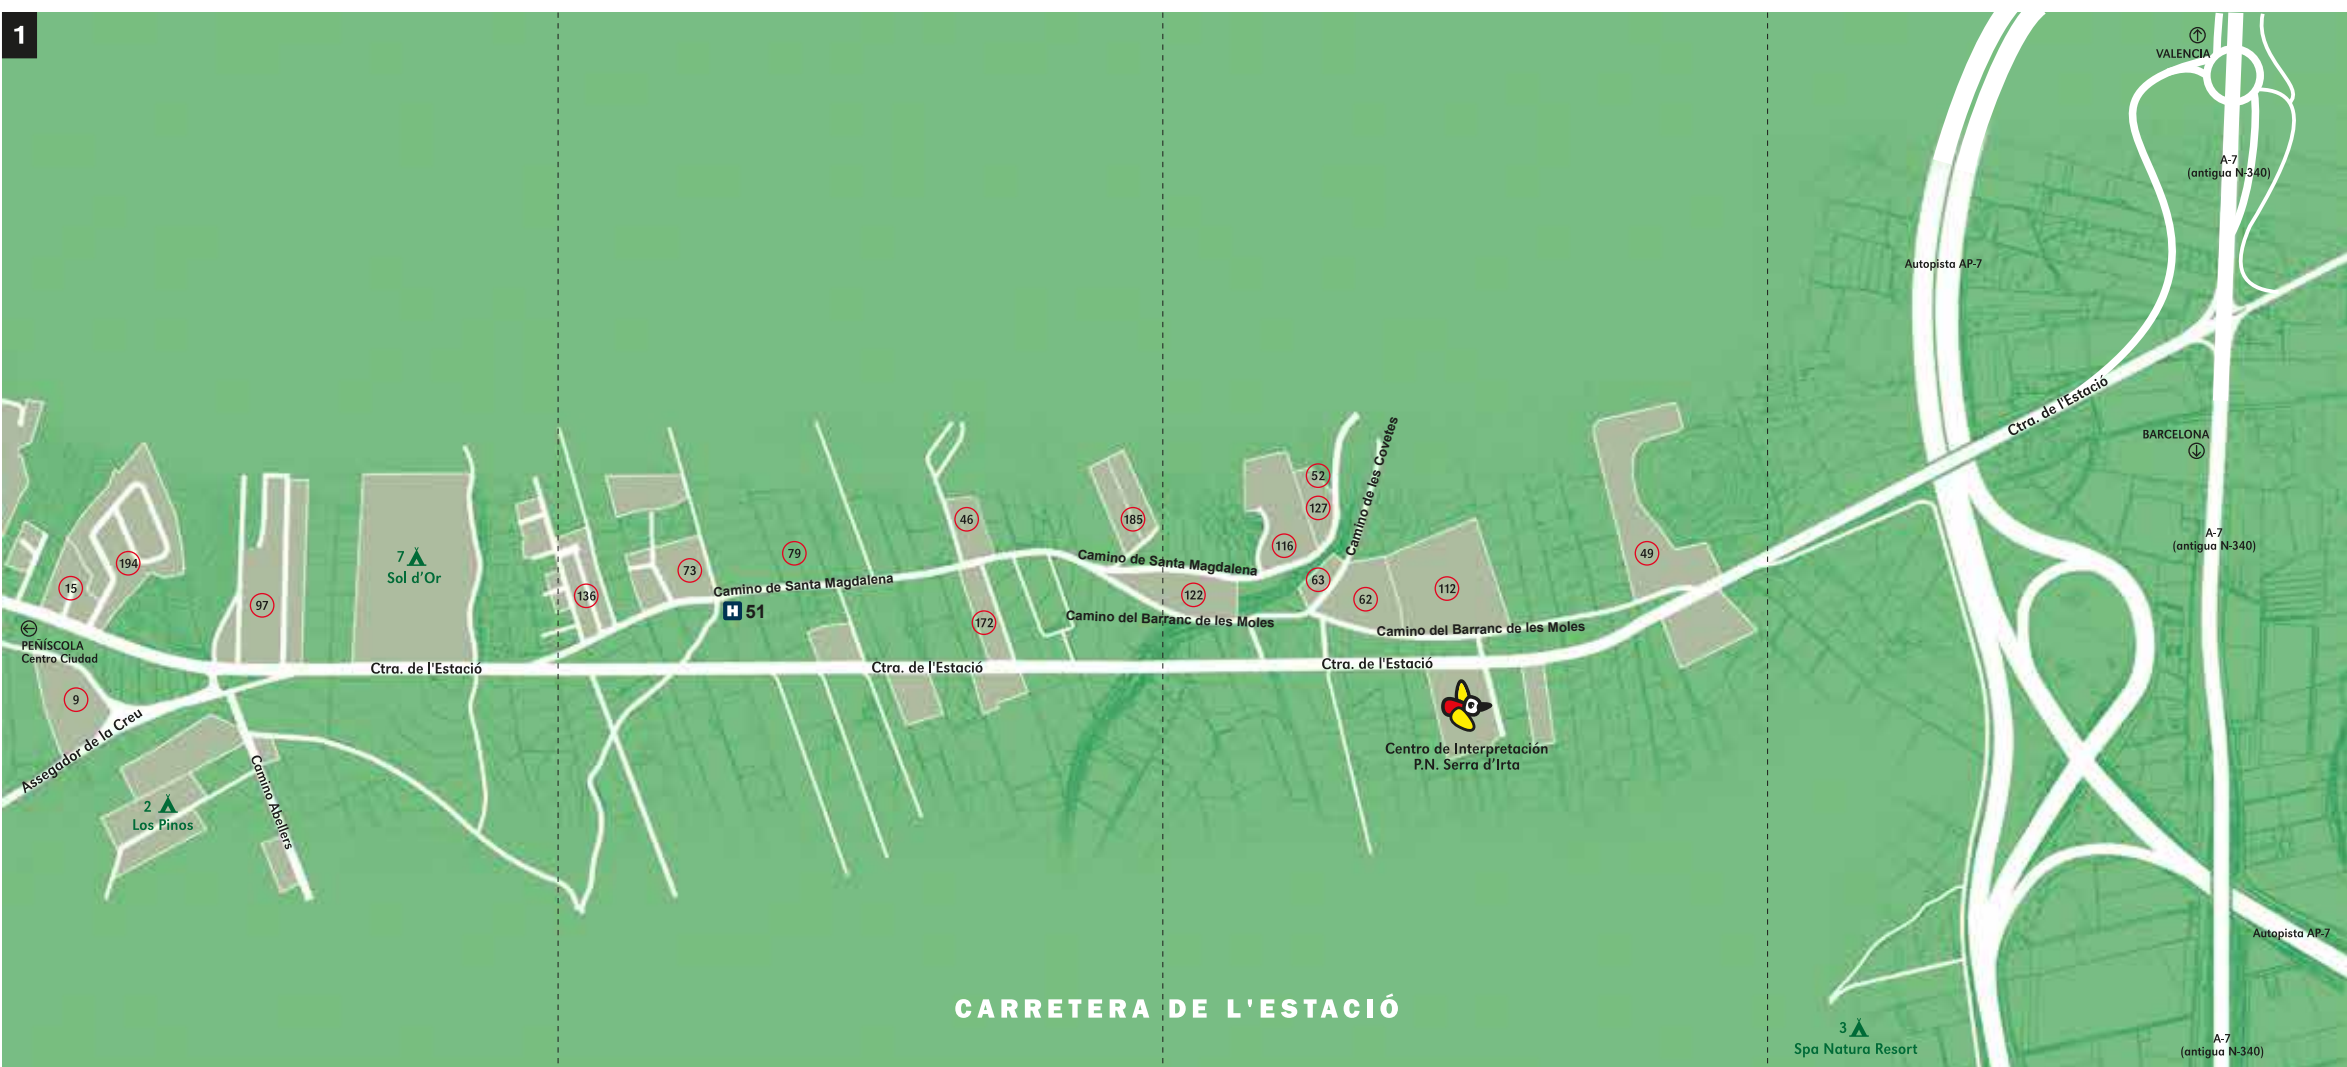 1
VALENCIA
A-7
(antigua N-340)
Autopista AP-7
Ctra. de l'Estació
BARCELONA
A-7
(antigua N-340)
Camino de les Covetes
52
127
46
185
116
49
79
194
7
Sol d'Or
73
Camino de Santa Magdalena
Camino de Santa Magdalena
15
97
136
H 51
63
62
112
122
172
Camino del Barranc de les Moles
Camino del Barranc de les Moles
PEÑÍSCOLA
Centro Ciudad
Ctra. de l'Estació
Ctra. de l'Estació
Ctra. de l'Estació
9
Assegador de la Creu
Camino Abellers
2
Los Pinos
Centro de Interpretación
P.N. Serra d'Irta
Autopista AP-7
CARRETERA DE L'ESTACIÓ
3
Spa Natura Resort
A-7
(antigua N-340)